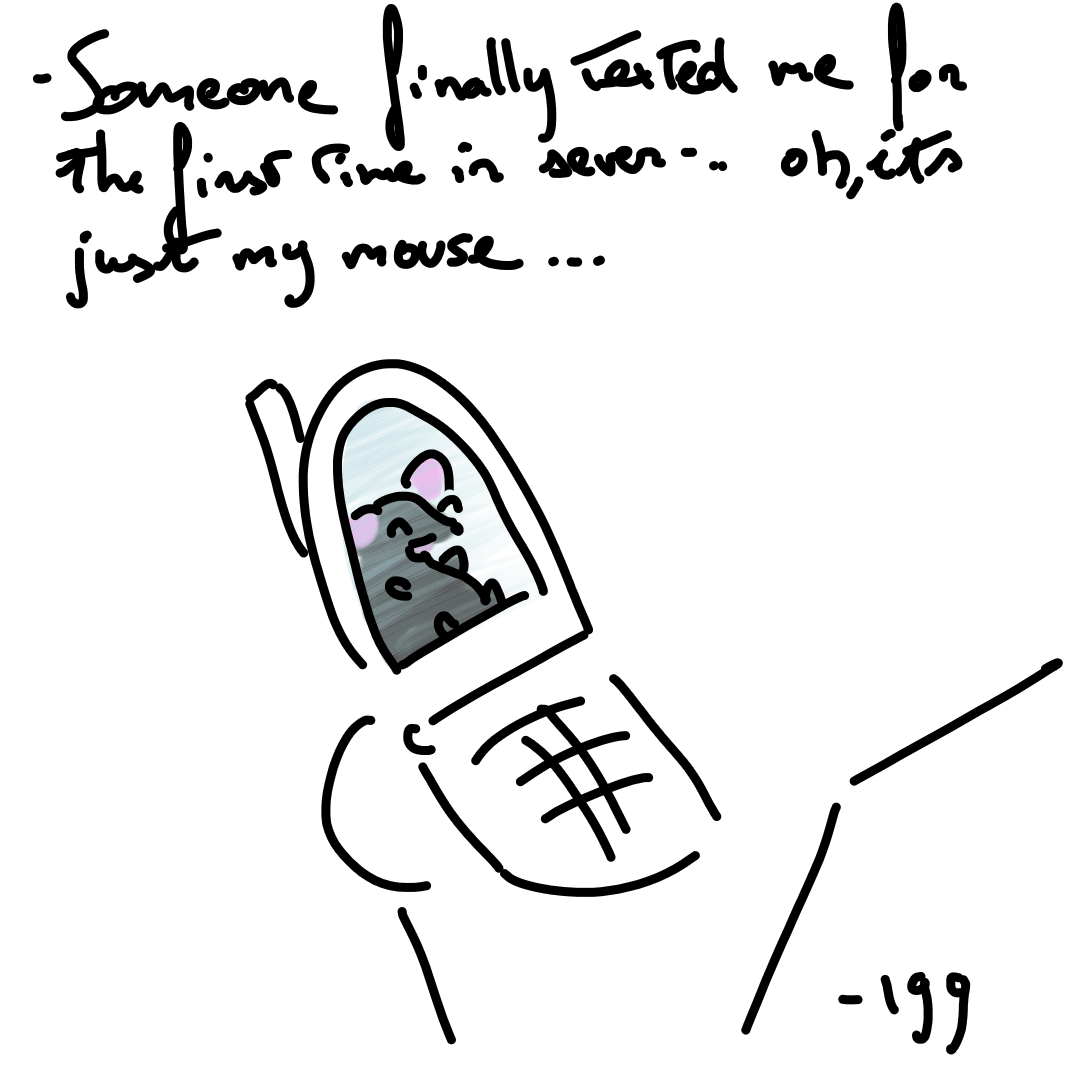 - Someone finally texted me for
the first time in seven... oh, its
just my mouse ...
- 199